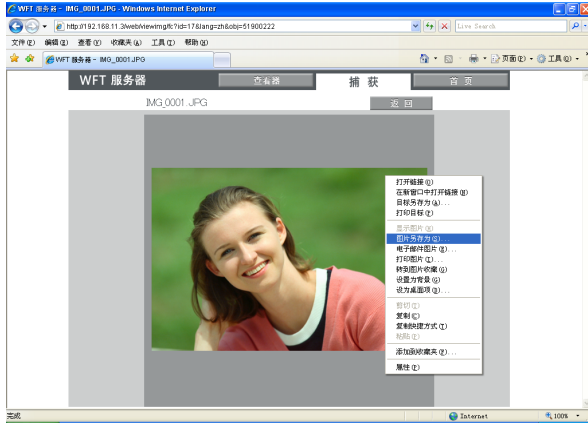 WFT 服务器 - IMG_0001.JPG - Windows Internet Explorer
http://192.168.11.3/web/viewimg/fc?id=17&lang=zh&obj=51900222
Live Search
文件(F) 编辑(E) 查看(V) 收藏夹(A) 工具(T) 帮助(H)
WFT 服务器 - IMG_0001.JPG
页面(P) 工具(O)
WFT 服务器 查看器 捕 获 首 页
IMG_0001.JPG 返 回
打开链接(O)
在新窗口中打开链接(N)
目标另存为(A)...
打印目标(P)
显示图片(H)
图片另存为(S)...
电子邮件图片(E)...
打印图片(I)...
转到图片收藏(G)
设置为背景(G)
设为桌面项(D)...
剪切(T)
复制(C)
复制快捷方式(T)
粘贴(P)
添加到收藏夹(F)...
属性(P)
完成 Internet 100%